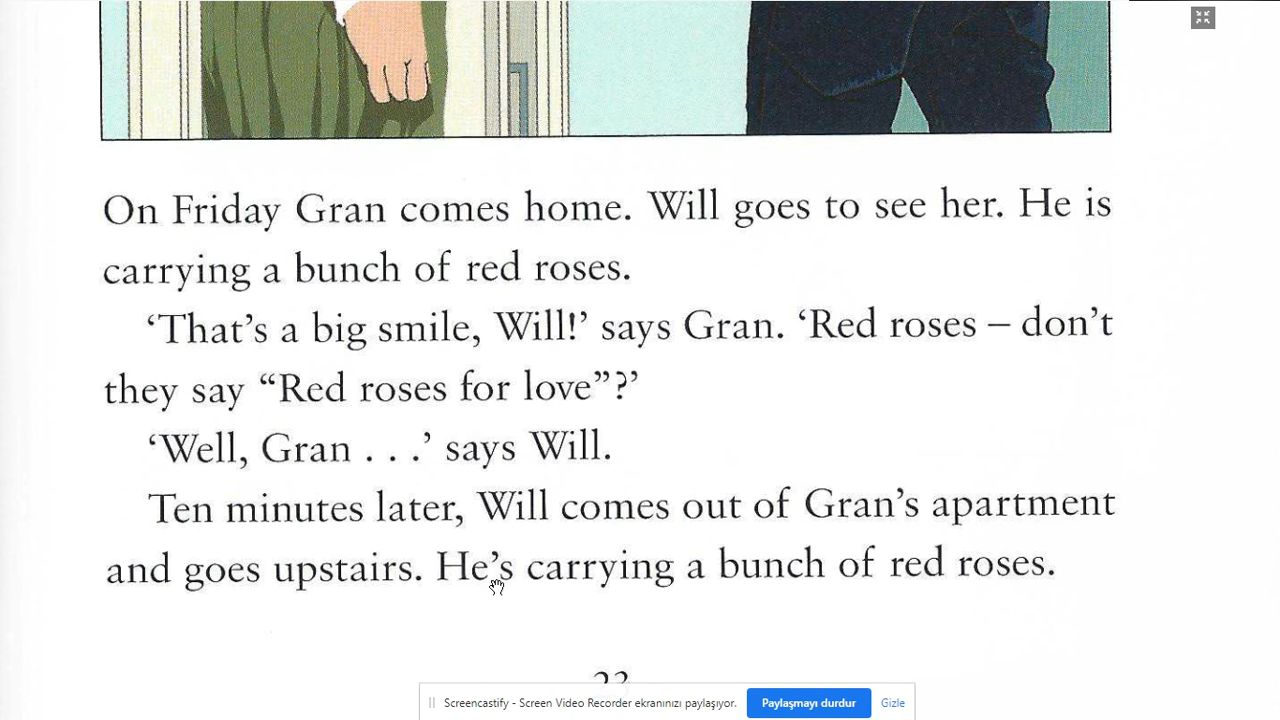 On Friday Gran comes home. Will goes to see her. He is
carrying a bunch of red roses.
‘That’s a big smile, Will!’ says Gran. ‘Red roses – don’t
they say “Red roses for love”?’
‘Well, Gran . . .’ says Will.
Ten minutes later, Will comes out of Gran’s apartment
and goes upstairs. He’s carrying a bunch of red roses.
Screencastify - Screen Video Recorder ekranınızı paylaşıyor. Paylaşmayı durdur Gizle